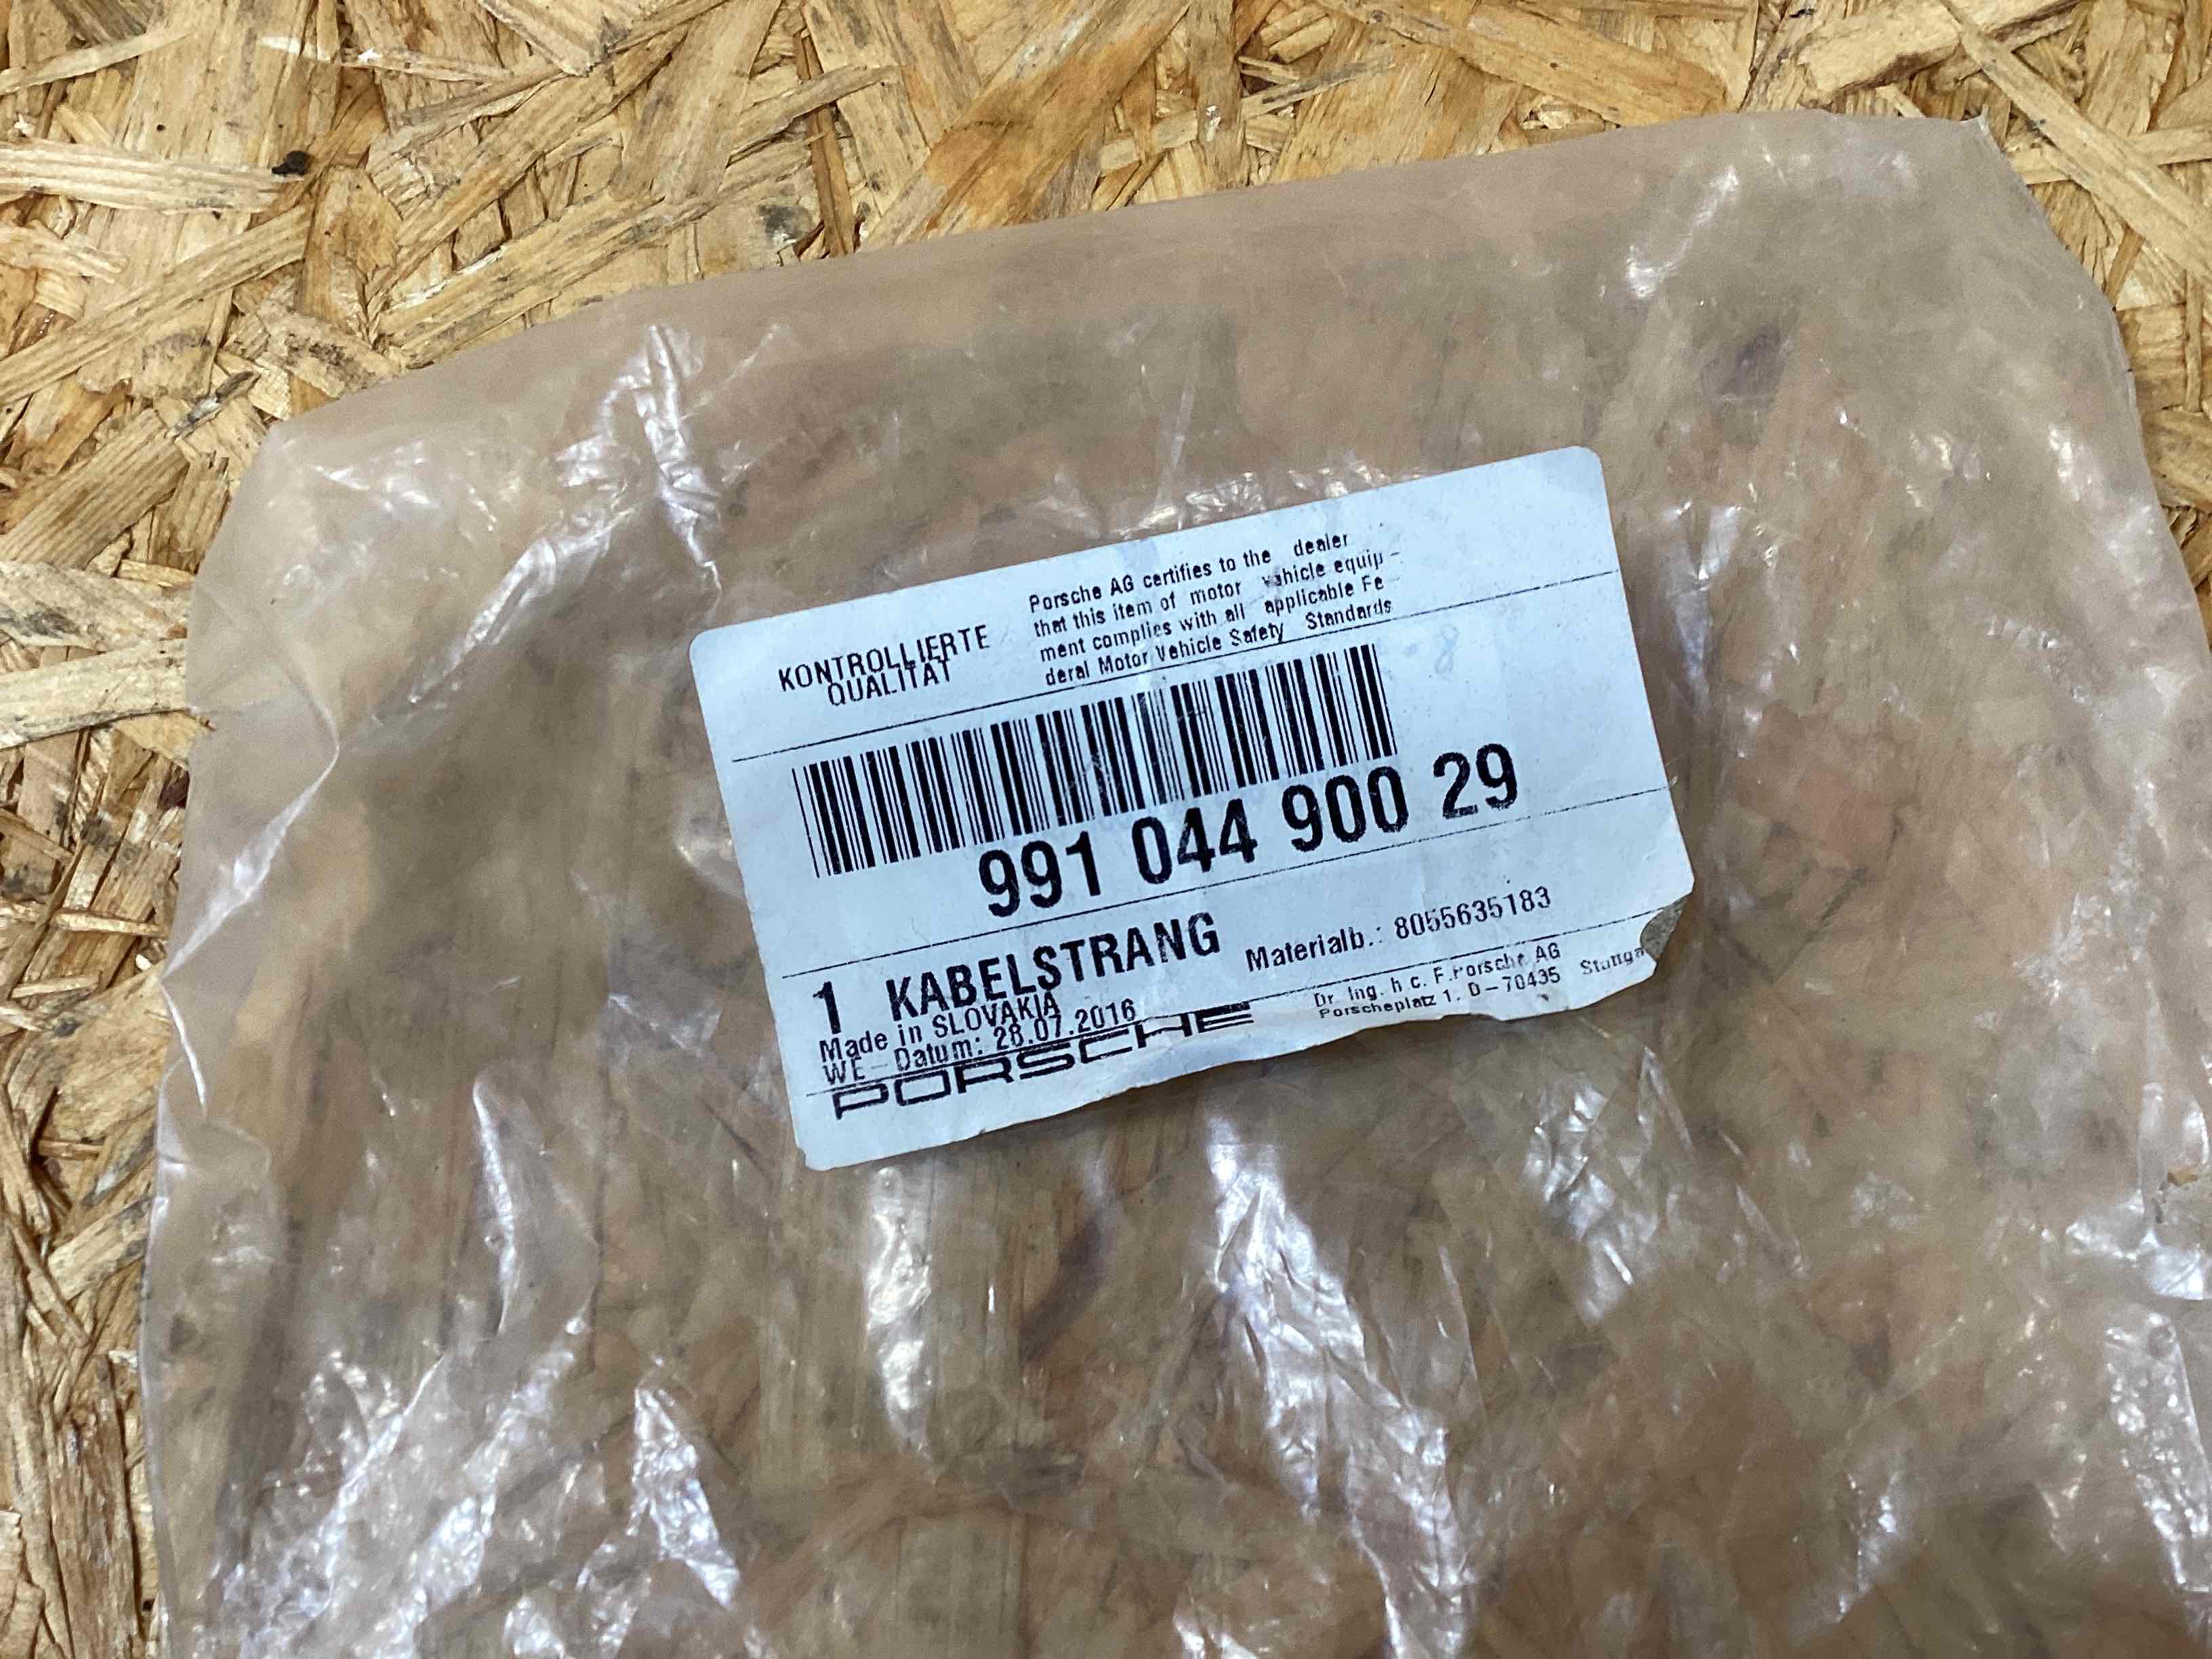 KONTROLLIERTE
QUALITÄT
Porsche AG certifies to the dealer
that this item of motor vehicle equip-
ment complies with all applicable Fe
deral Motor Vehicle Safety Standards
991 044 900 29
1 KABELSTRANG
Materialb.: 8055635183
Made in SLOVAKIA
WE-Datum: 28.07.2016
PORSCHE
Dr. Ing. h c. F.Porsche AG
Porscheplatz 1, D-70435 Stuttga